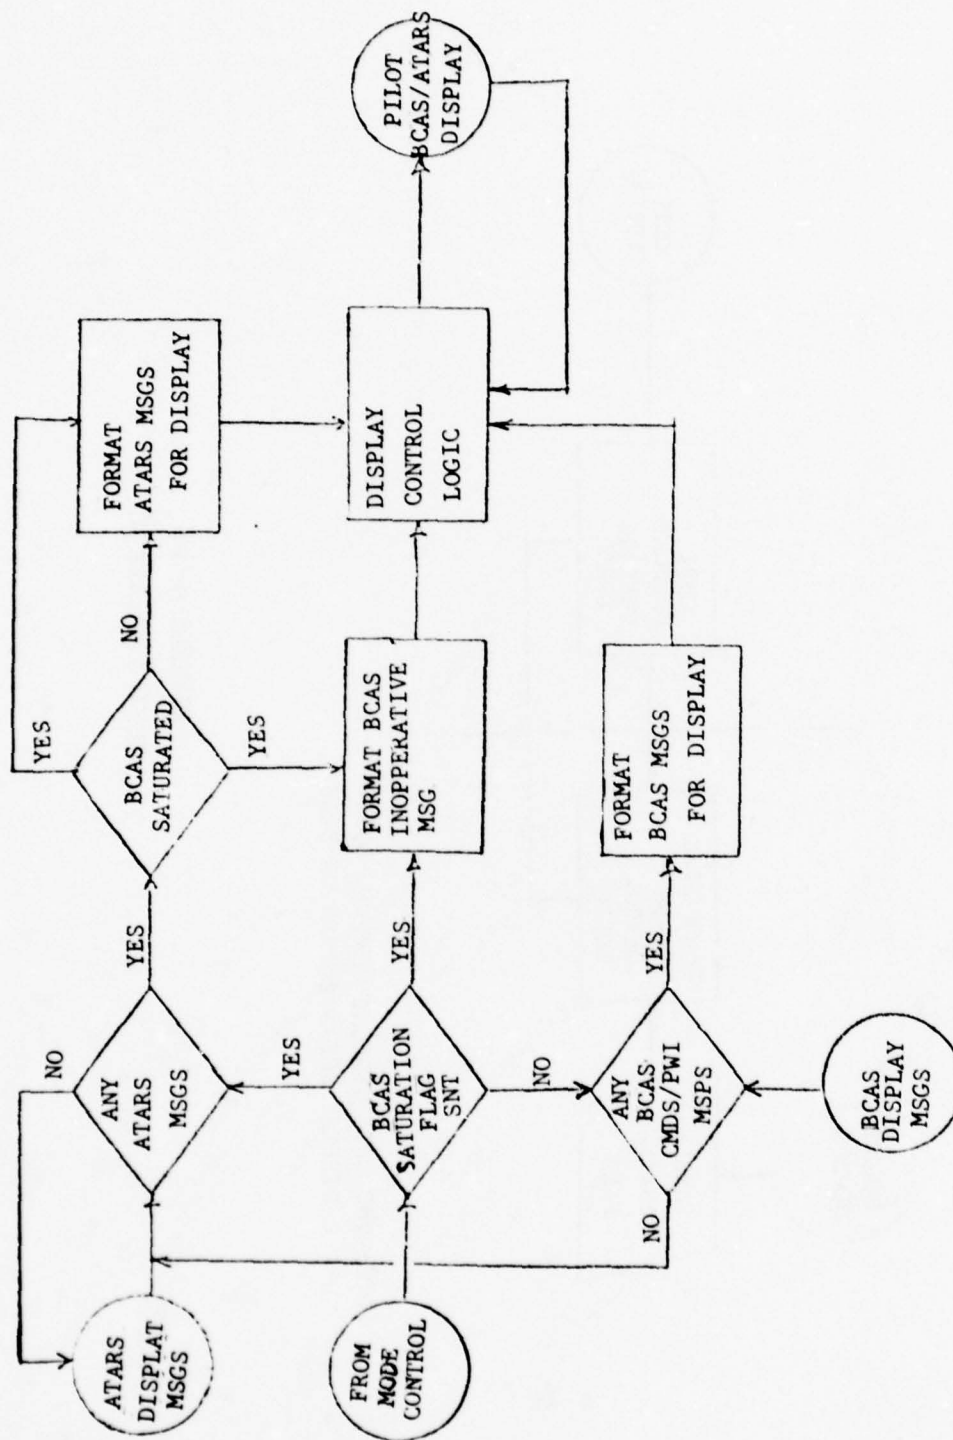 ATARS
DISPLAT
MSGS
NO
ANY
ATARS
MSGS
YES
YES
BCAS
SATURATED
NO
YES
FORMAT
ATARS MSGS
FOR DISPLAY
FROM
MODE
CONTROL
YES
BCAS
SATURATION
FLAG
SNT
YES
NO
FORMAT BCAS
INOPERATIVE
MSG
DISPLAY
CONTROL
LOGIC
PILOT
BCAS/ATARS
DISPLAY
NO
ANY
BCAS
CMDS/PWI
MSPS
YES
FORMAT
BCAS MSGS
FOR DISPLAY
BCAS
DISPLAY
MSGS